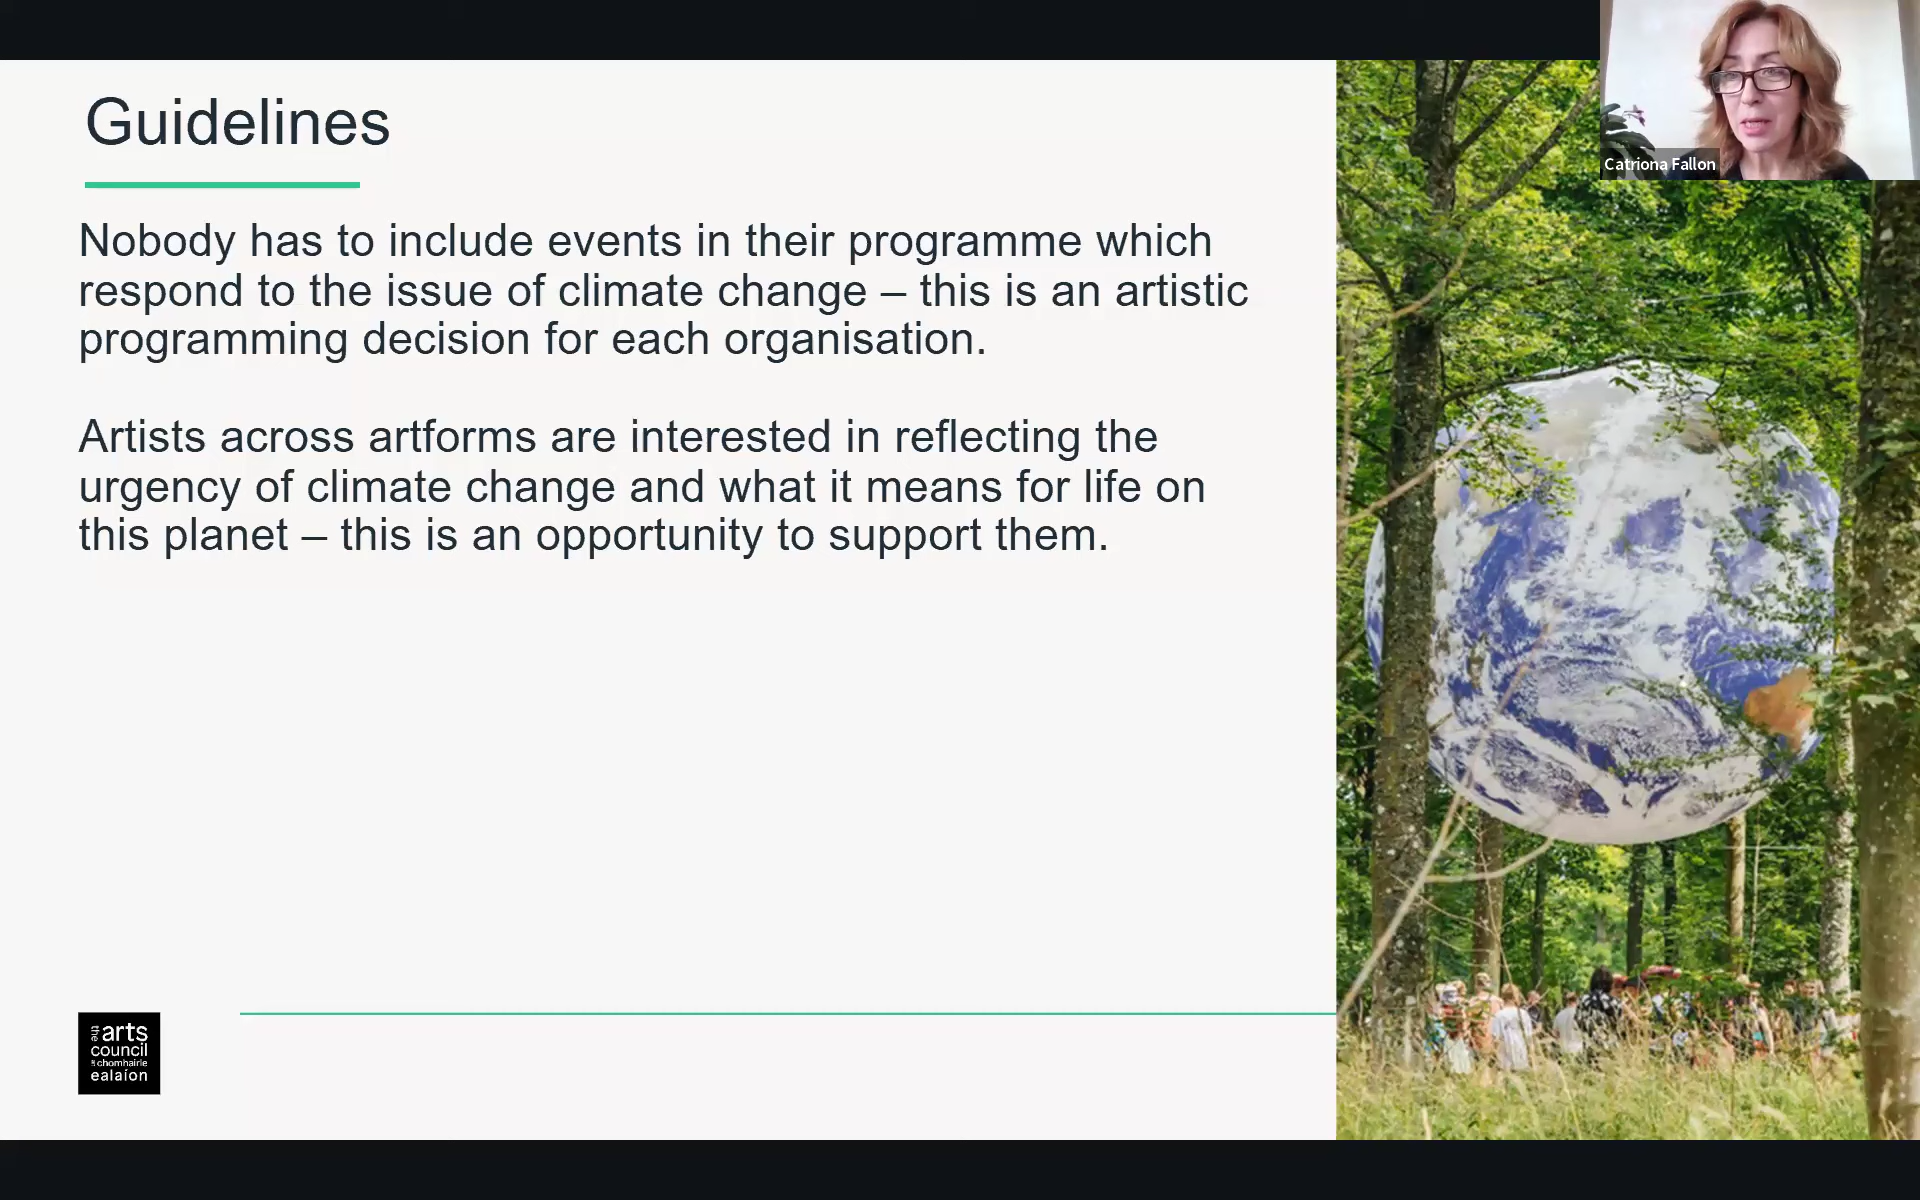 Guidelines
Nobody has to include events in their programme which
respond to the issue of climate change – this is an artistic
programming decision for each organisation.
Artists across artforms are interested in reflecting the
urgency of climate change and what it means for life on
this planet – this is an opportunity to support them.
Catriona Fallon
the arts
council
chomhairle
ealaíon